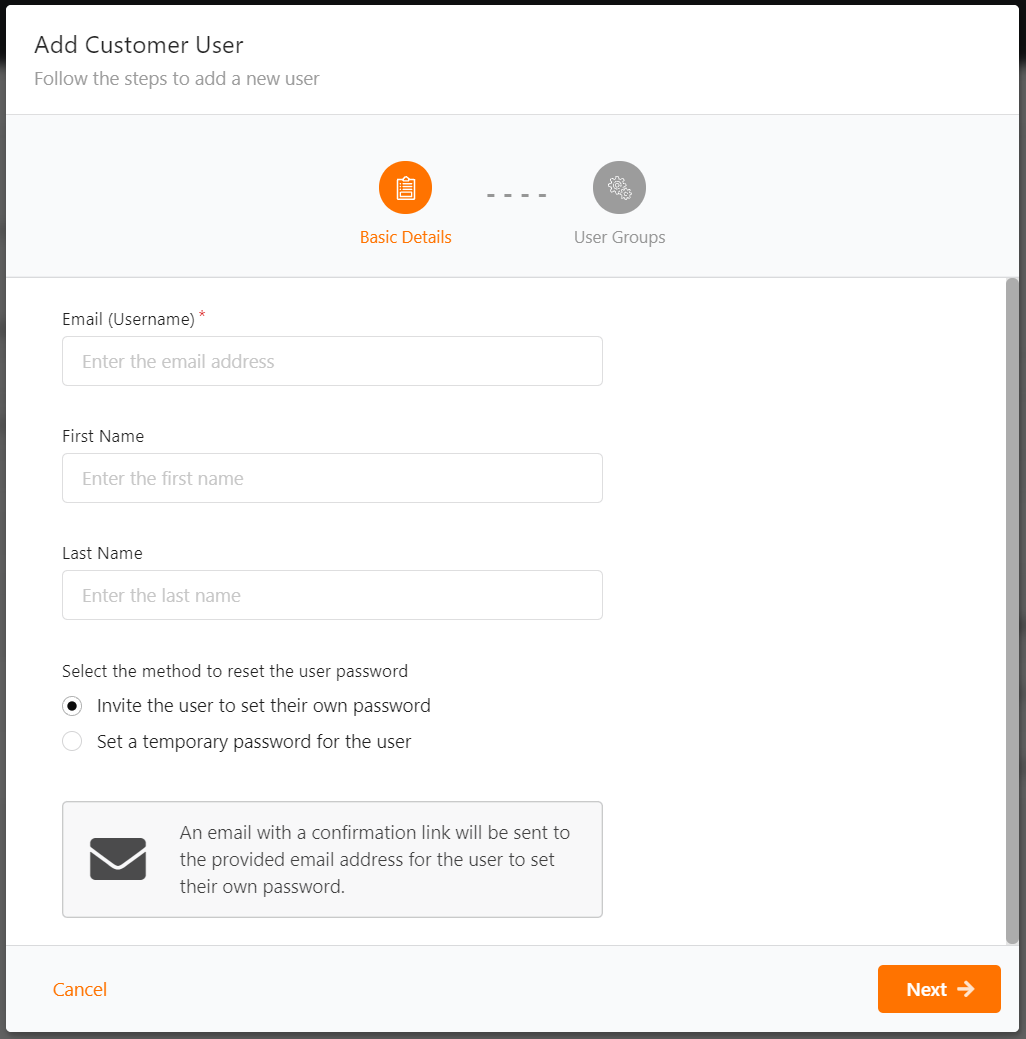 Add Customer User
Follow the steps to add a new user
Basic Details
User Groups
Email (Username) *
Enter the email address
First Name
Enter the first name
Last Name
Enter the last name
Select the method to reset the user password
Invite the user to set their own password
Set a temporary password for the user
An email with a confirmation link will be sent to
the provided email address for the user to set
their own password.
Cancel
Next